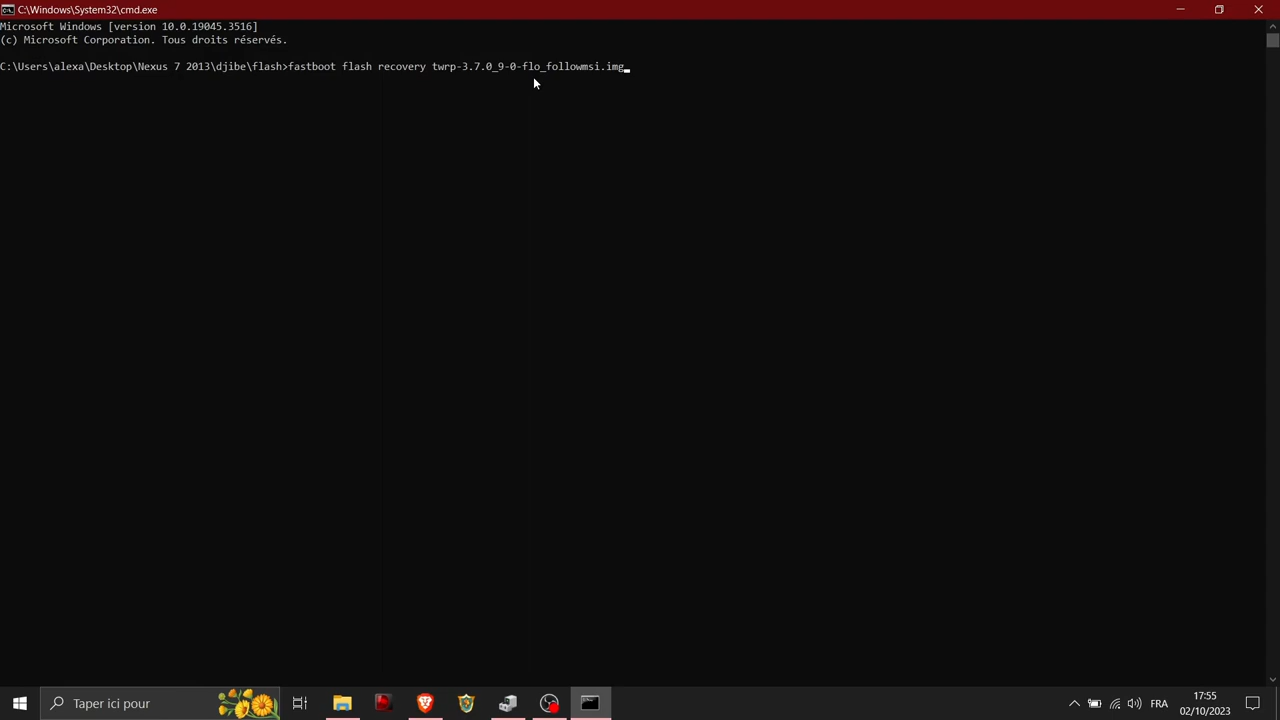 C:\Windows\System32\cmd.exe
Microsoft Windows [version 10.0.19045.3516]
(c) Microsoft Corporation. Tous droits réservés.
C:\Users\alexa\Desktop\Nexus 7 2013\djibe\flash>fastboot flash recovery twrp-3.7.0_9-0-flo_followmsi.img
Taper ici pour
FRA
17:55
02/10/2023